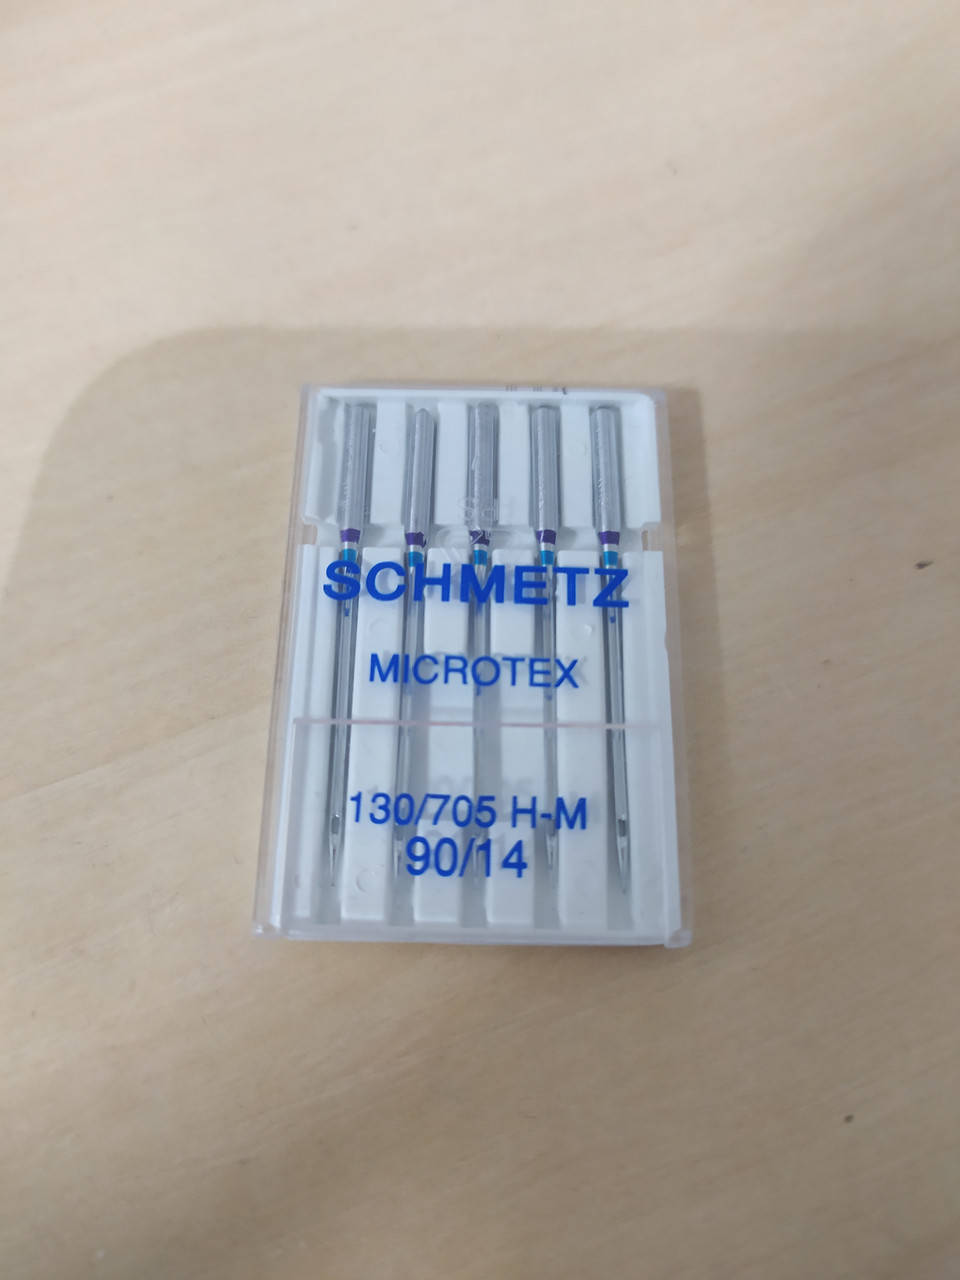 SCHMETZ
MICROTEX
130/705 H-M
90/14